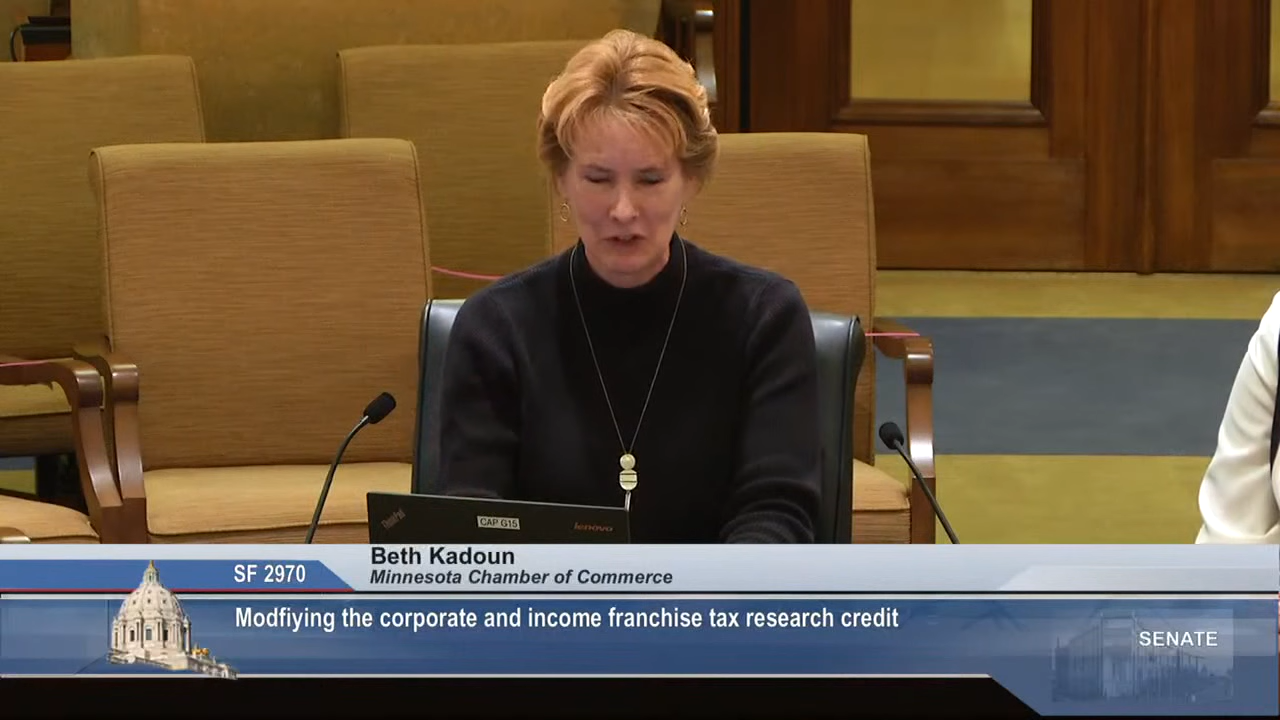 ThinkPad
CAP G15
lenovo
Beth Kadoun
SF 2970
Minnesota Chamber of Commerce
Modfiying the corporate and income franchise tax research credit
SENATE